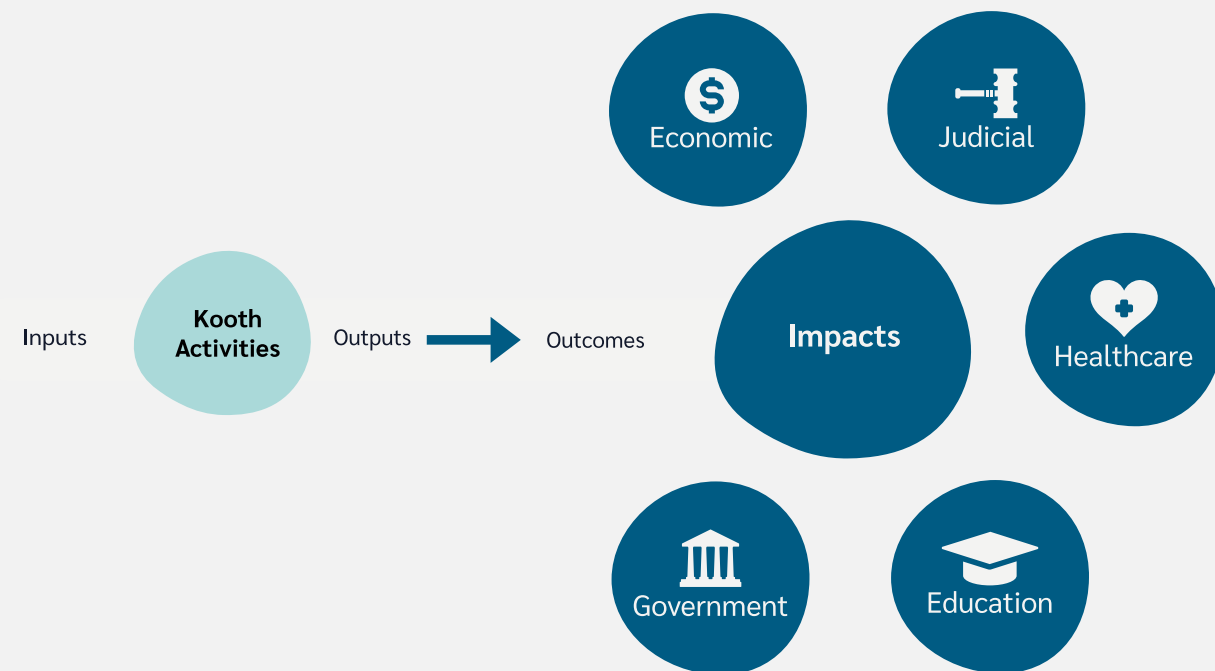 Economic
Judicial
Inputs
Kooth
Activities
Outputs
Outcomes
Impacts
Healthcare
Government
Education